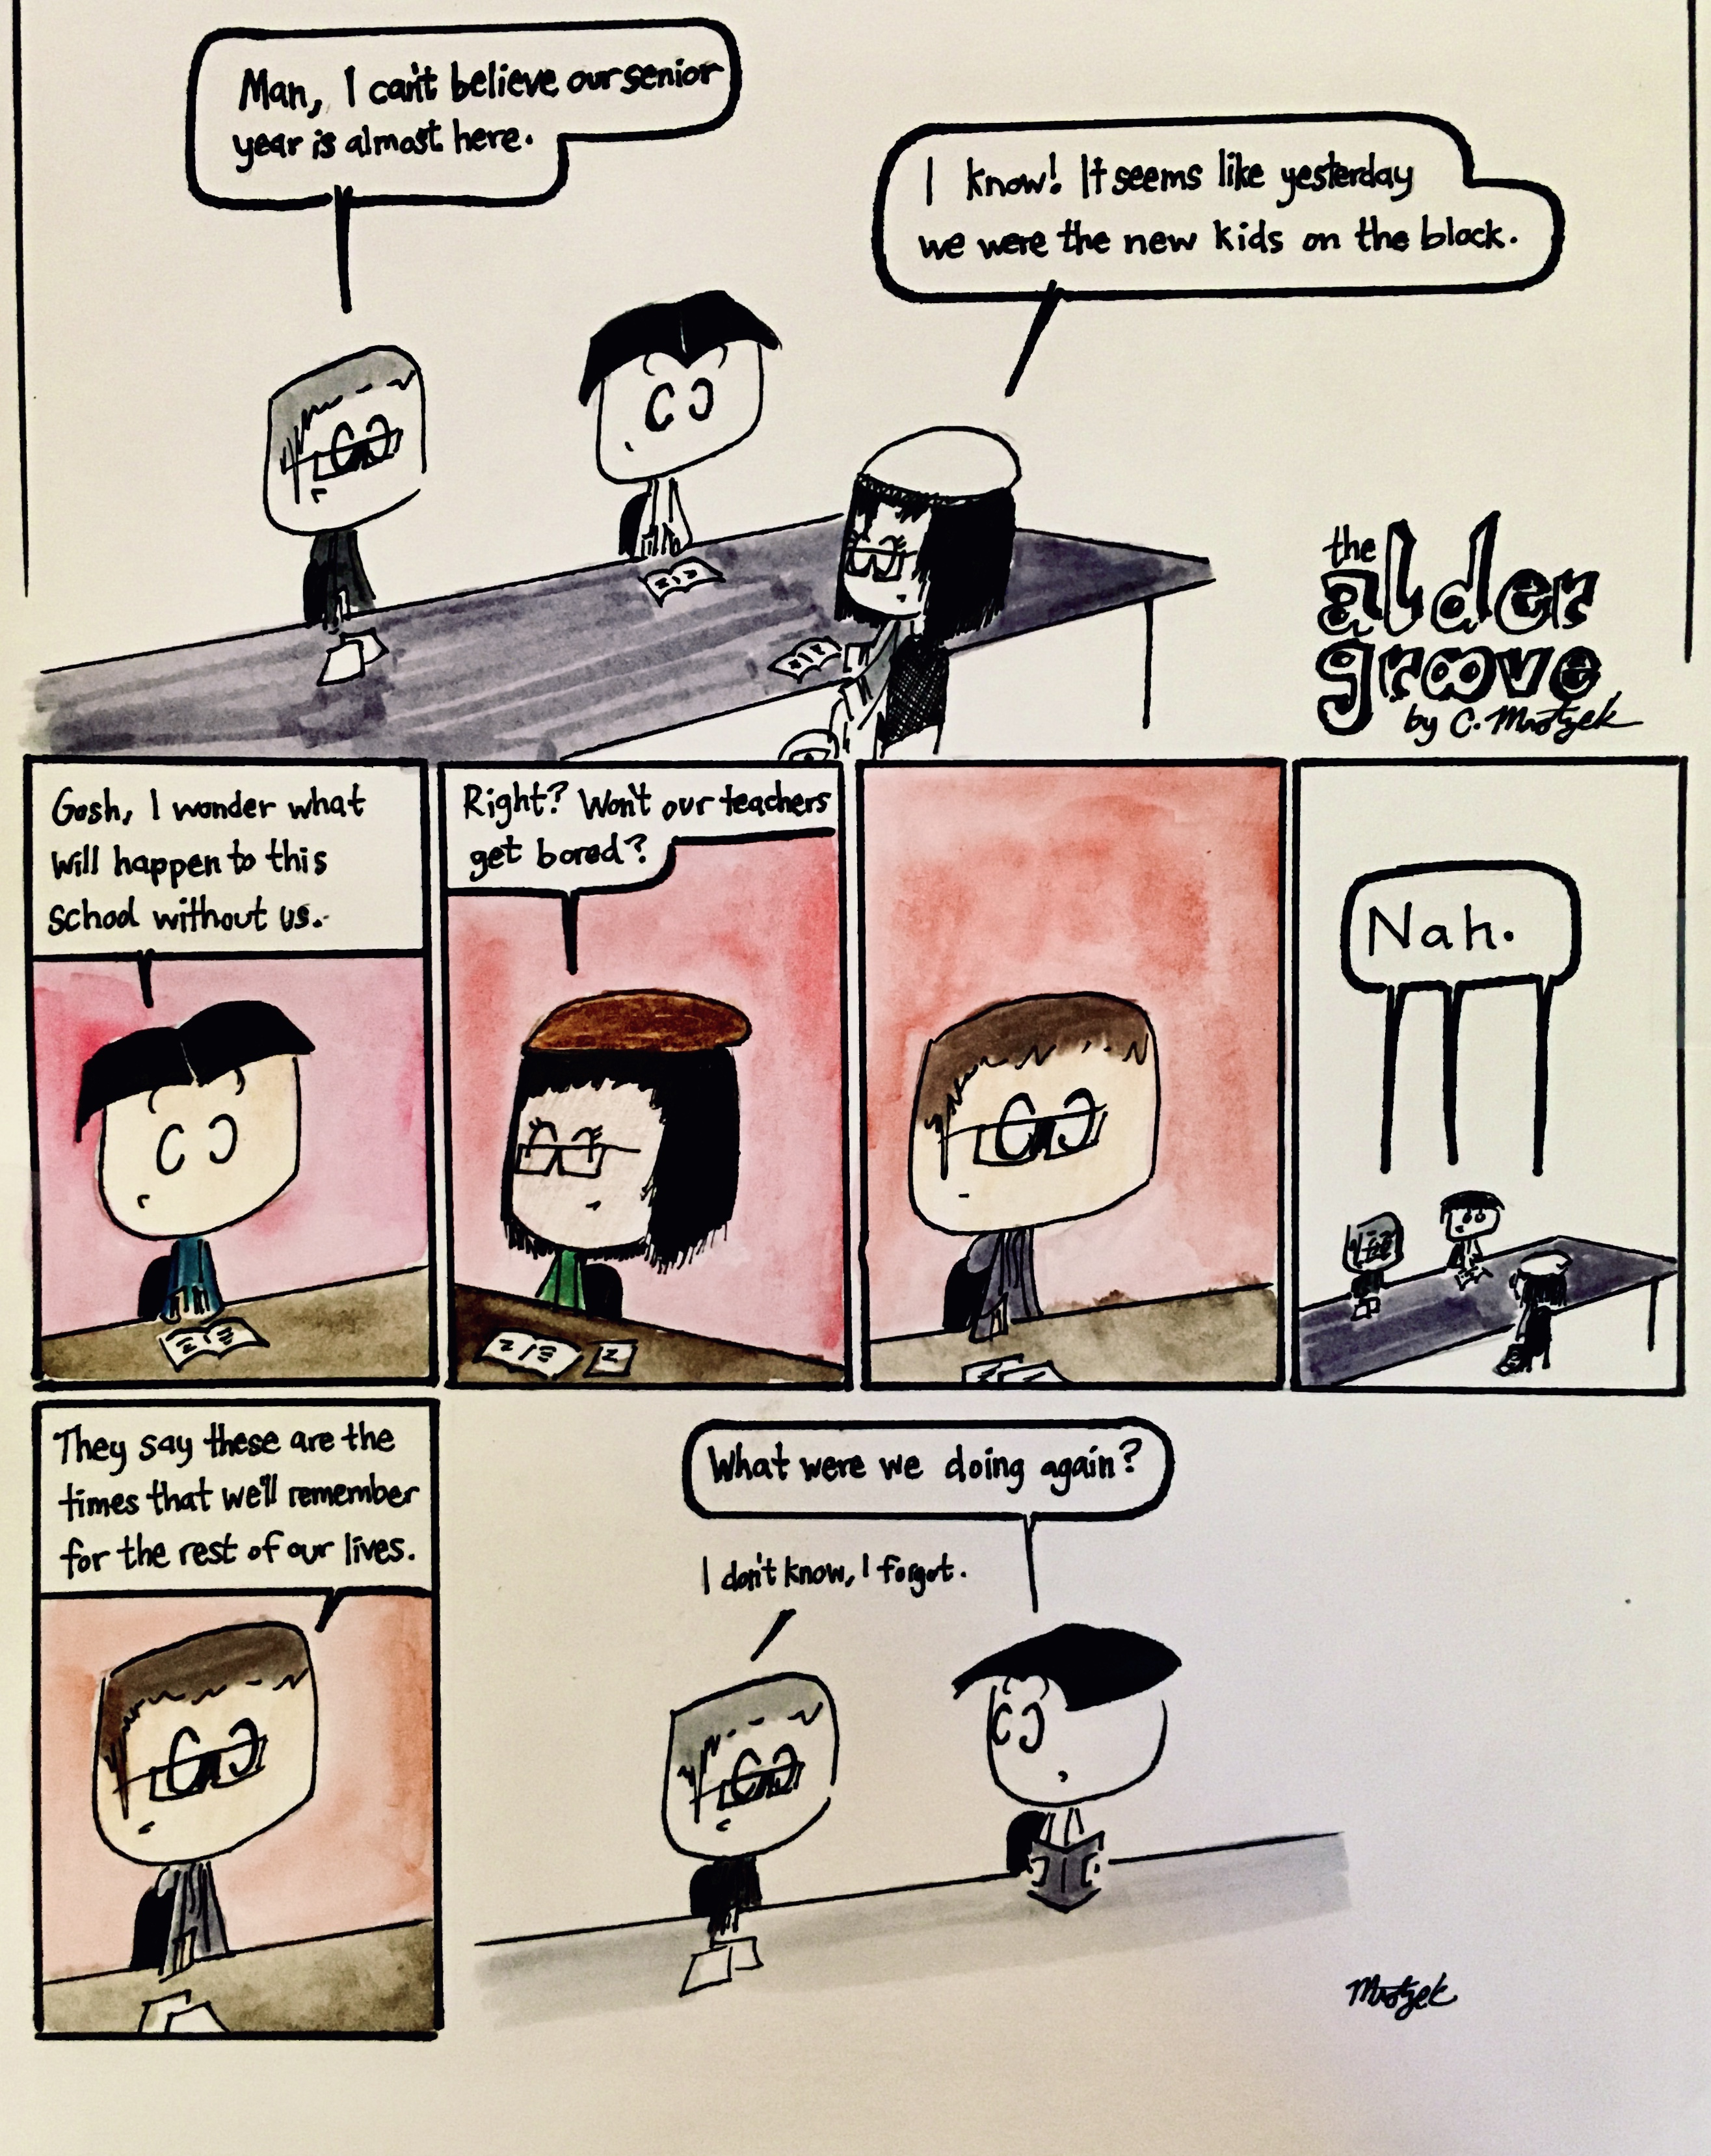 Man, I can't believe our senior
year is almost here.
I know! It seems like yesterday
we were the new kids on the block.
the
alder
groove
by C. Mrotzek
Gosh, I wonder what
will happen to this
school without us.
Right? Won't our teachers
get bored?
Nah.
They say these are the
times that we'll remember
for the rest of our lives.
What were we doing again?
I don't know, I forgot.
Mrotzek